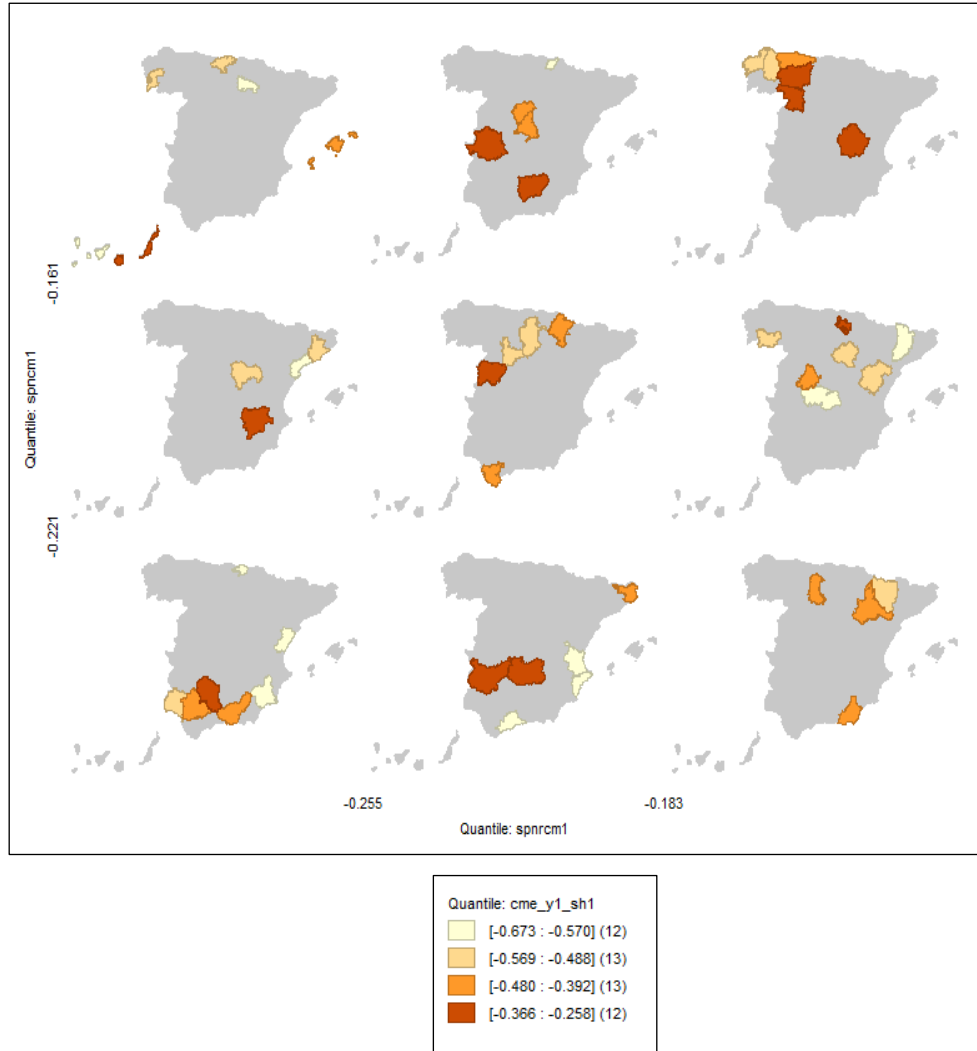 -0.161
Quantile: spnncm1
-0.221
-0.255
-0.183
Quantile: spnrcm1
Quantile: cme_y1_sh1
[-0.673 : -0.570] (12)
[-0.569 : -0.488] (13)
[-0.480 : -0.392] (13)
[-0.366 : -0.258] (12)